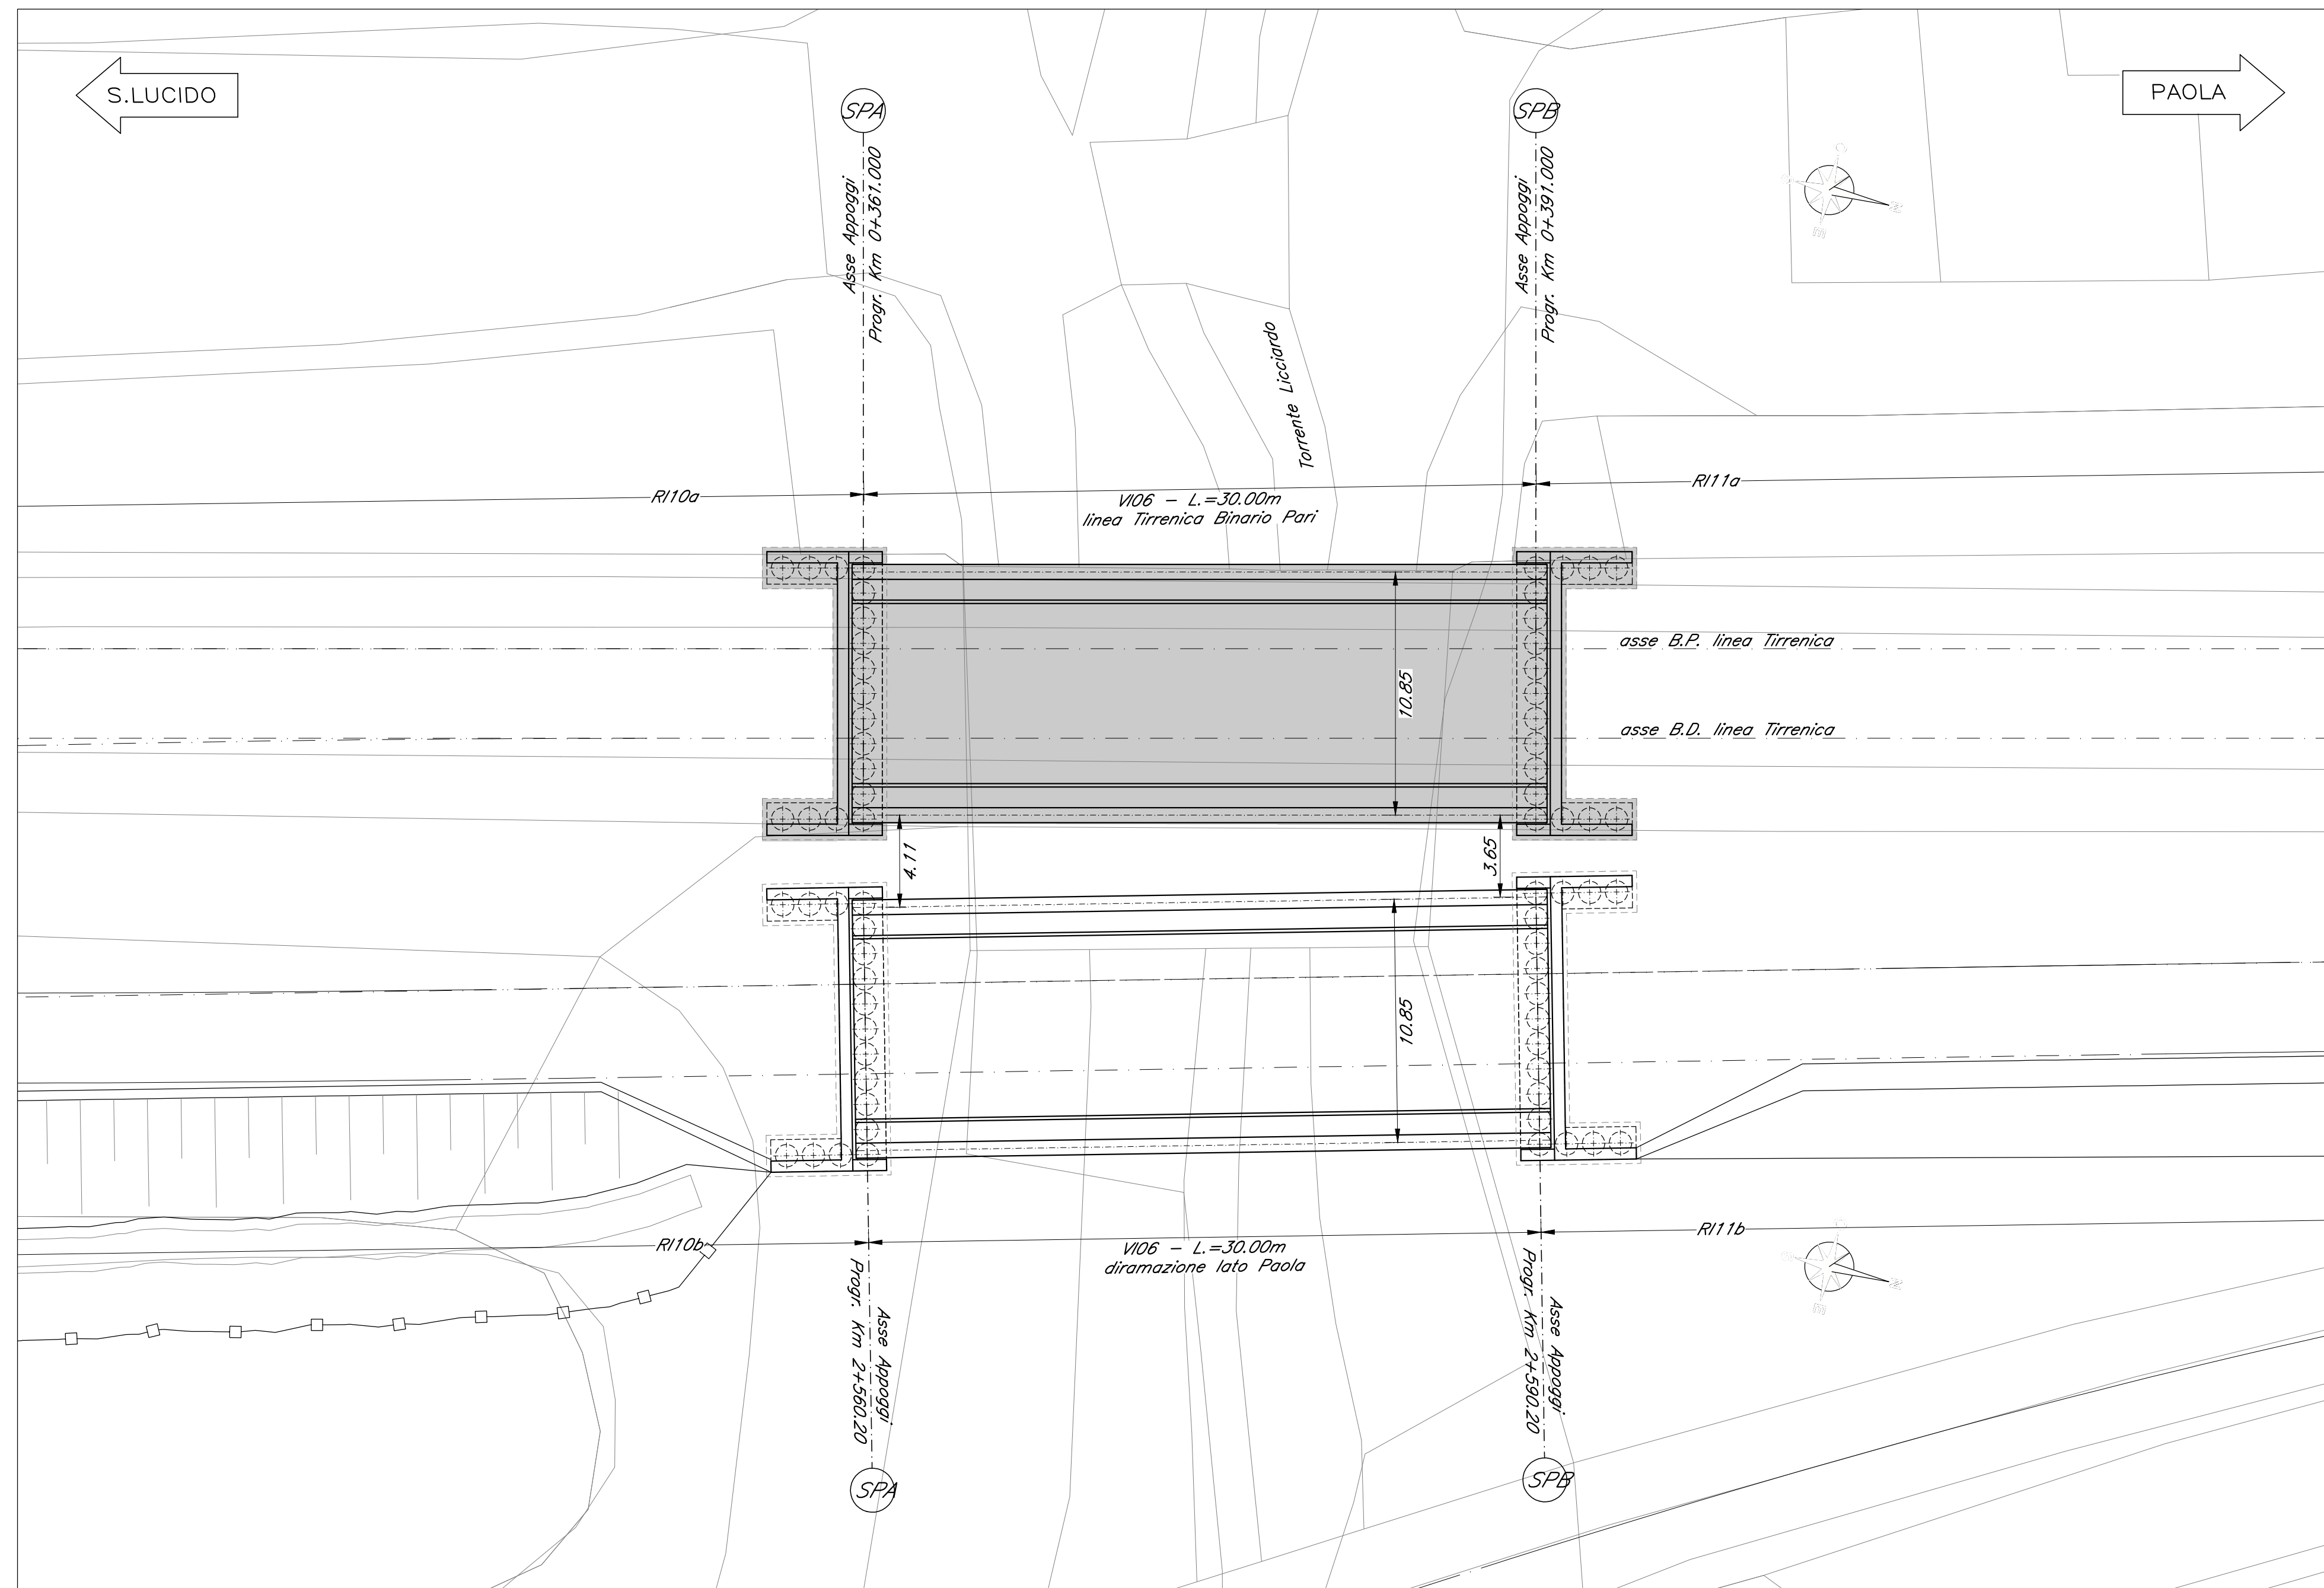 S.LUCIDO
PAOLA
SPA
Asse Appoggi
Progr. Km 0+361.000
SPB
Asse Appoggi
Progr. Km 0+391.000
N
E
Torrente Licciardo
RI10a
VI06 - L.=30.00m
linea Tirrenica Binario Pari
RI11a
asse B.P. linea Tirrenica
10.85
asse B.D. linea Tirrenica
4.11
3.65
10.85
RI10b
VI06 - L.=30.00m
diramazione lato Paola
RI11b
N
E
Progr. Km 2+560.20
Asse Appoggi
Progr. Km 2+590.20
Asse Appoggi
SPA
SPB